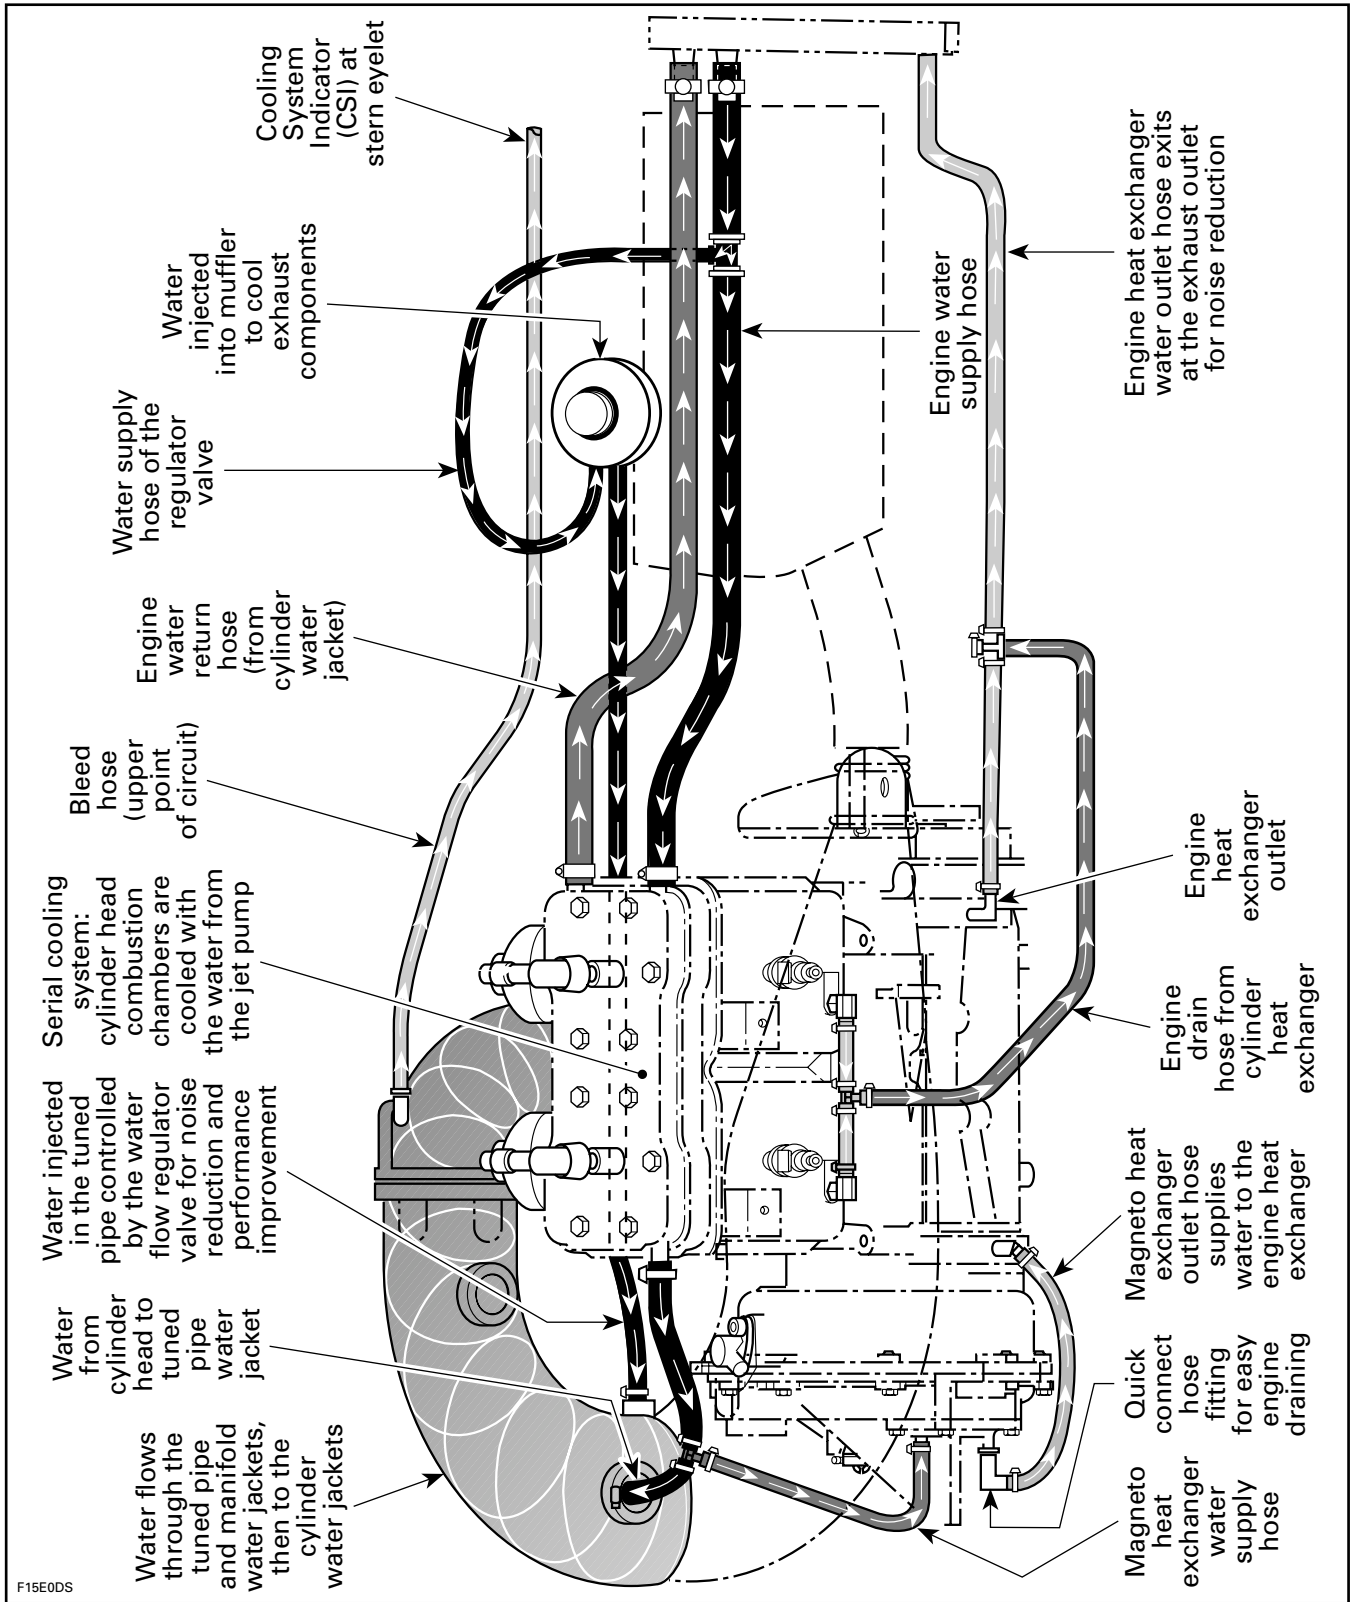 Cooling
System
Indicator
(CSI) at
stern eyelet
Water
injected
into muffler
to cool
exhaust
components
Water supply
hose of the
regulator
valve
Engine
water
return
hose
(from
cylinder
water
jacket)
Bleed
hose
(upper
point
of circuit)
Serial cooling
system:
cylinder head
combustion
chambers are
cooled with
the water from
the jet pump
Water injected
in the tuned
pipe controlled
by the water
flow regulator
valve for noise
reduction and
performance
improvement
Water
from
cylinder
head to
tuned
pipe
water
jacket
Water flows
through the
tuned pipe
and manifold
water jackets,
then to the
cylinder
water jackets
Engine water
supply hose
Engine heat exchanger
water outlet hose exits
at the exhaust outlet
for noise reduction
Engine
heat
exchanger
outlet
Engine
drain
hose from
cylinder
heat
exchanger
Magneto heat
exchanger
outlet hose
supplies
water to the
engine heat
exchanger
Quick
connect
hose
fitting
for easy
engine
draining
Magneto
heat
exchanger
water
supply
hose
F15E0DS